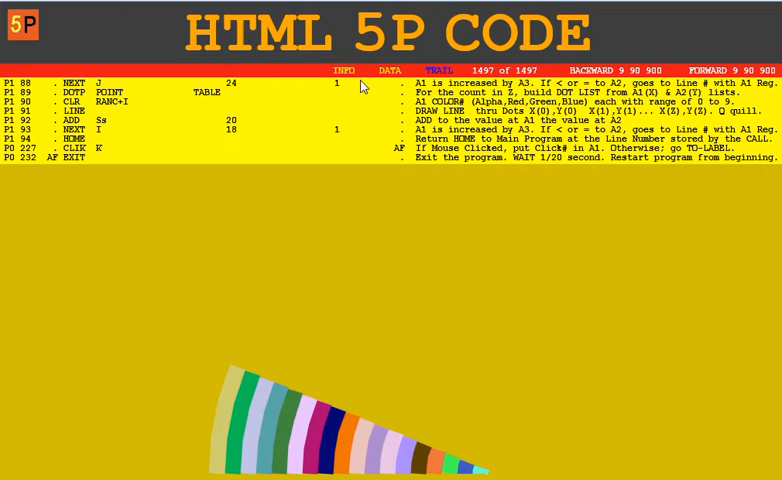 5P
HTML 5P CODE
INFO DATA TRAIL 1497 of 1497 BACKWARD 9 90 900 FORWARD 9 90 900
P1 88 . NEXT J 24 1 . A1 is increased by A3. If < or = to A2, goes to Line # with A1 Reg.
P1 89 . DOTP POINT TABLE . For the count in Z, build DOT LIST from A1(X) & A2(Y) lists.
P1 90 . CLR RANC+I . A1 COLOR# (Alpha,Red,Green,Blue) each with range of 0 to 9.
P1 91 . LINE . DRAW LINE thru Dots X(0),Y(0) X(1),Y(1)... X(Z),Y(Z). Q quill.
P1 92 . ADD Ss 20 . ADD to the value at A1 the value at A2
P1 93 . NEXT I 18 1 . A1 is increased by A3. If < or = to A2, goes to Line # with A1 Reg.
P1 94 . HOME . Return HOME to Main Program at the Line Number stored by the CALL.
P0 227 . CLIK K AF If Mouse Clicked, put Click# in A1. Otherwise; go TO-LABEL.
P0 232 AF EXIT . Exit the program. WAIT 1/20 second. Restart program from beginning.